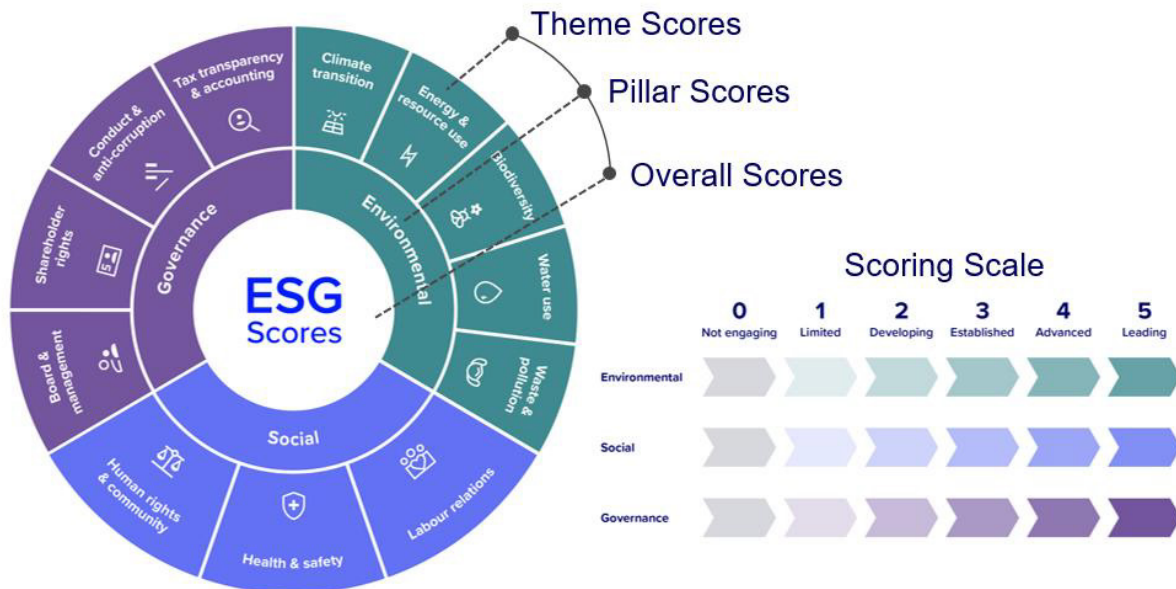 Theme Scores
Pillar Scores
Overall Scores
Tax transparency
& accounting
Climate
transition
Energy &
resource use
Biodiversity
Water use
Waste &
pollution
Labour relations
Health & safety
Human rights
& community
Board &
management
Shareholder
rights
Conduct &
anti-corruption
Governance
Environmental
Social
ESG
Scores
Scoring Scale
0 1 2 3 4 5
Not engaging Limited Developing Established Advanced Leading
Environmental
Social
Governance